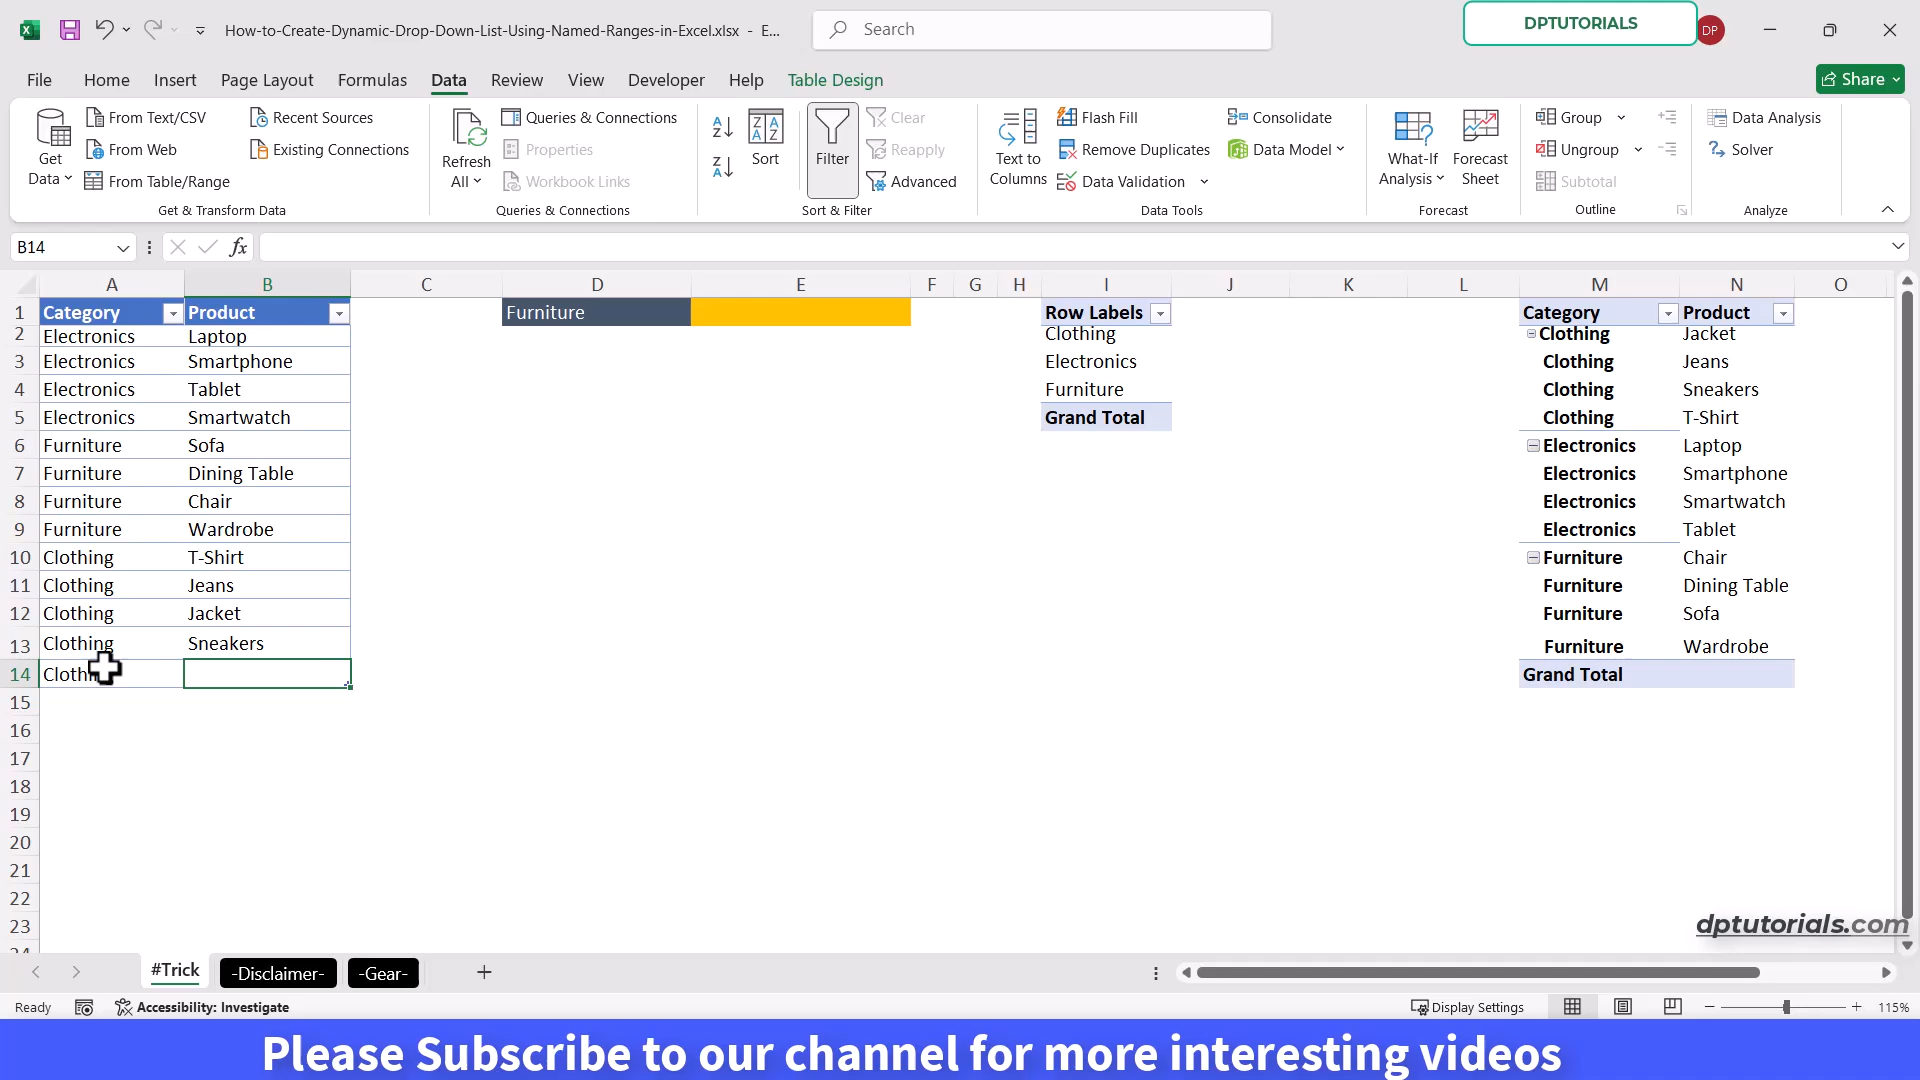 How-to-Create-Dynamic-Drop-Down-List-Using-Named-Ranges-in-Excel.xlsx - E...
Search
DPTUTORIALS
DP
File Home Insert Page Layout Formulas Data Review View Developer Help Table Design
Share
Get Data
From Text/CSV
From Web
From Table/Range
Recent Sources
Existing Connections
Get & Transform Data
Refresh All
Queries & Connections
Properties
Workbook Links
Queries & Connections
Sort
Filter
Clear
Reapply
Advanced
Sort & Filter
Text to Columns
Flash Fill
Remove Duplicates
Data Validation
Consolidate
Data Model
Data Tools
What-If Analysis
Forecast Sheet
Forecast
Group
Ungroup
Subtotal
Outline
Data Analysis
Solver
Analyze
B14
fx
A B C D E F G H I J K L M N O
1 Category Product Furniture Row Labels Category Product
2 Electronics Laptop Clothing Clothing Jacket
3 Electronics Smartphone Electronics Clothing Jeans
4 Electronics Tablet Furniture Clothing Sneakers
5 Electronics Smartwatch Grand Total Clothing T-Shirt
6 Furniture Sofa Electronics Laptop
7 Furniture Dining Table Electronics Smartphone
8 Furniture Chair Electronics Smartwatch
9 Furniture Wardrobe Electronics Tablet
10 Clothing T-Shirt Furniture Chair
11 Clothing Jeans Furniture Dining Table
12 Clothing Jacket Furniture Sofa
13 Clothing Sneakers Furniture Wardrobe
14 Clothing Grand Total
15
16
17
18
19
20
21
22
23
dptutorials.com
#Trick -Disclaimer- -Gear-
Ready Accessibility: Investigate Display Settings 115%
Please Subscribe to our channel for more interesting videos